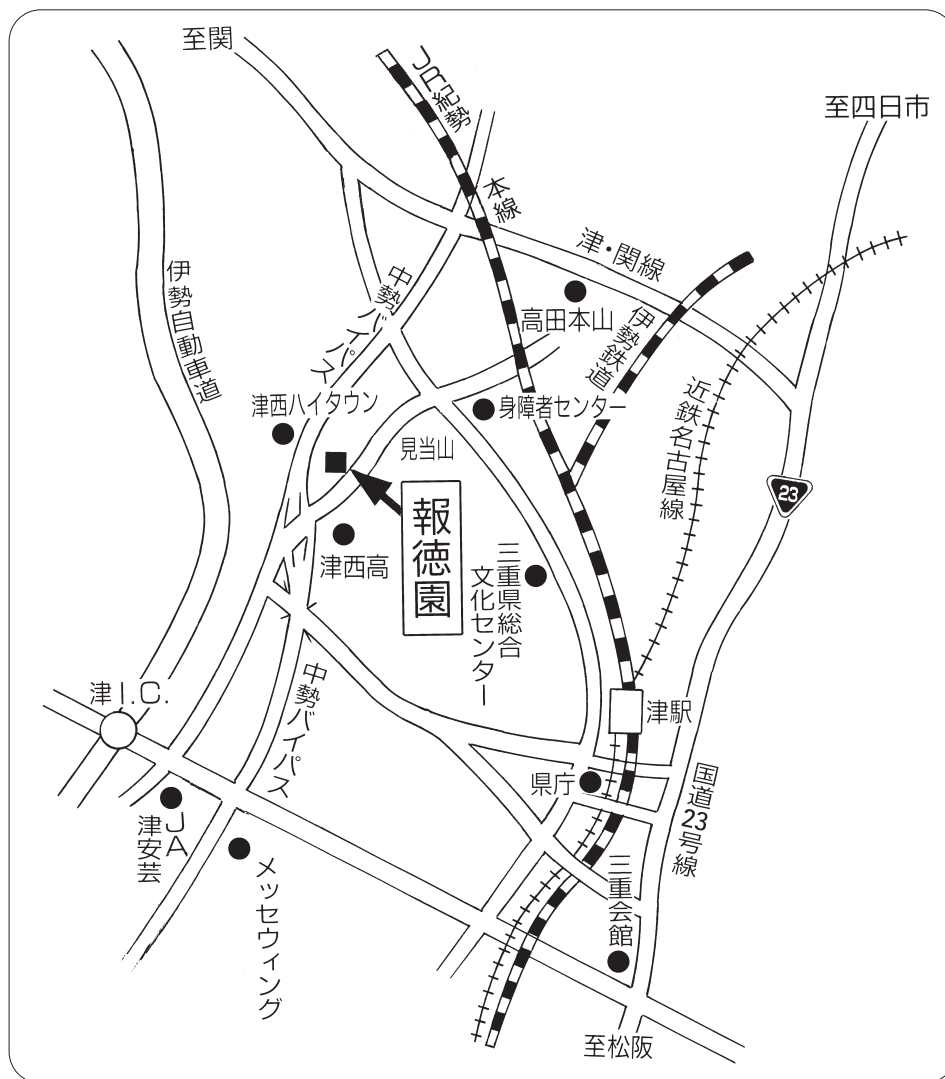 至関
JR紀勢
本線
至四日市
津・関線
伊勢自動車道
中勢バイパス
高田本山
伊勢鉄道
近鉄名古屋線
津西ハイタウン
身障者センター
見当山
23
報徳園
津西高
三重県総合
文化センター
中勢バイパス
津I.C.
津駅
県庁
国道23号線
JA
津安芸
メッセウィング
三重会館
至松阪